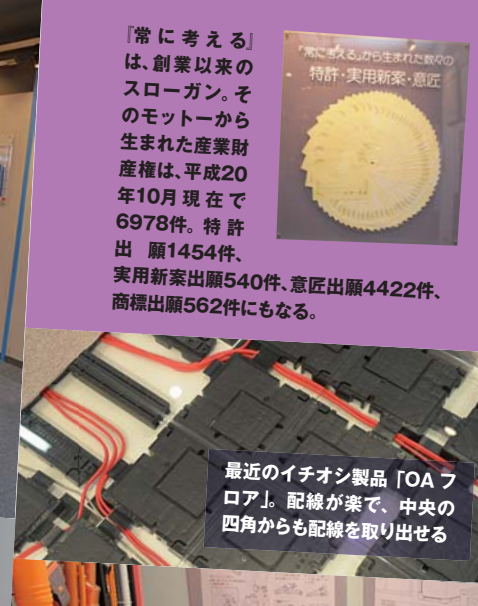 『常に考える』
は、創業以来の
スローガン。そ
のモットーから
生まれた産業財
産権は、平成20
年10月現在で
6978件。特許
出　願1454件、
実用新案出願540件、意匠出願4422件、
商標出願562件にもなる。
『常に考える』から生まれた数々の
特許・実用新案・意匠
最近のイチオシ製品「OAフ
ロア」。配線が楽で、中央の
四角からも配線を取り出せる